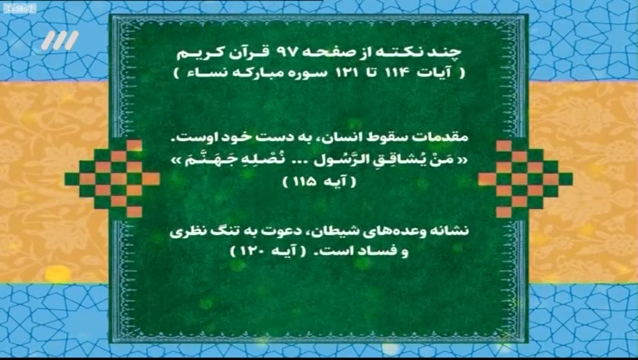 چند نکته از صفحه ۹۷ قرآن کریم
( آیات ۱۱۴ تا ۱۲۱ سوره مبارکه نساء )
مقدمات سقوط انسان، به دست خود اوست.
« مَنْ یُشاقِقِ الرَّسُولَ ... نُصْلِهِ جَهَنَّمَ »
( آیه ۱۱۵ )
نشانه وعده‌های شیطان، دعوت به تنگ نظری
و فساد است. ( آیه ۱۲۰ )